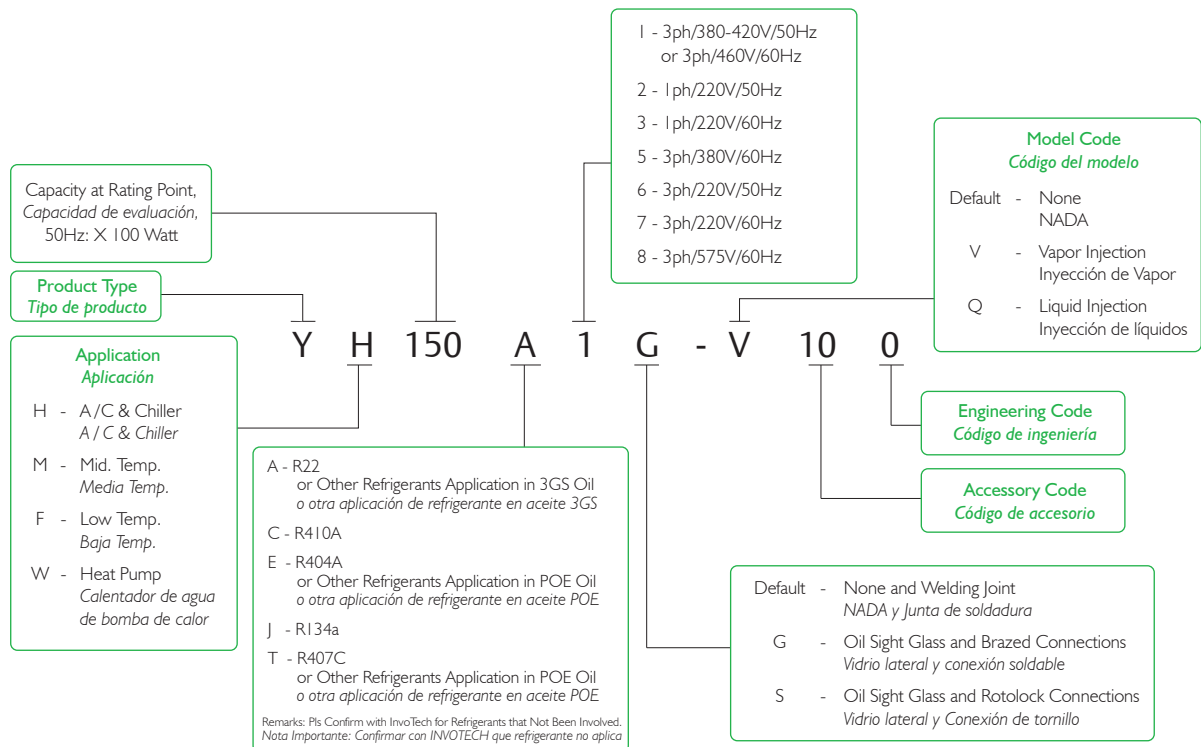 1 - 3ph/380-420V/50Hz
or 3ph/460V/60Hz
2 - 1ph/220V/50Hz
3 - 1ph/220V/60Hz
5 - 3ph/380V/60Hz
6 - 3ph/220V/50Hz
7 - 3ph/220V/60Hz
8 - 3ph/575V/60Hz
Model Code
Código del modelo
Default - None
NADA
V - Vapor Injection
Inyección de Vapor
Q - Liquid Injection
Inyección de líquidos
Capacity at Rating Point,
Capacidad de evaluación,
50Hz: X 100 Watt
Product Type
Tipo de producto
Y H 150 A 1 G - V 10 0
Application
Aplicación
H - A/C & Chiller
A / C & Chiller
M - Mid. Temp.
Media Temp.
F - Low Temp.
Baja Temp.
W - Heat Pump
Calentador de agua
de bomba de calor
A - R22
or Other Refrigerants Application in 3GS Oil
o otra aplicación de refrigerante en aceite 3GS
C - R410A
E - R404A
or Other Refrigerants Application in POE Oil
o otra aplicación de refrigerante en aceite POE
J - R134a
T - R407C
or Other Refrigerants Application in POE Oil
o otra aplicación de refrigerante en aceite POE
Remarks: Pls Confirm with InvoTech for Refrigerants that Not Been Involved.
Nota Importante: Confirmar con INVOTECH que refrigerante no aplica
Engineering Code
Código de ingeniería
Accessory Code
Código de accesorio
Default - None and Welding Joint
NADA y Junta de soldadura
G - Oil Sight Glass and Brazed Connections
Vidrio lateral y conexión soldable
S - Oil Sight Glass and Rotolock Connections
Vidrio lateral y Conexión de tornillo